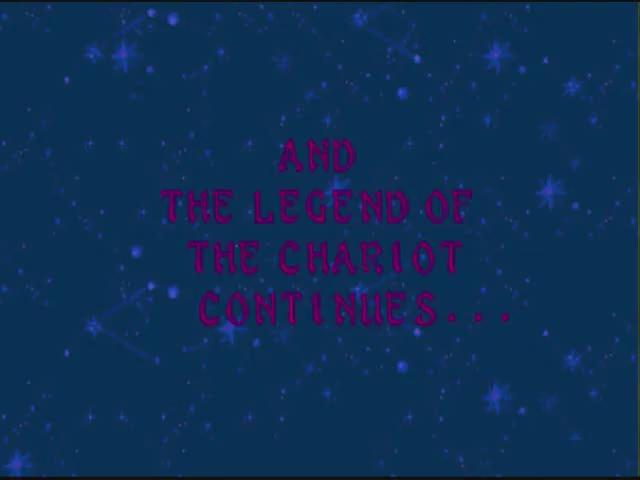 AND
THE LEGEND OF
THE CHARIOT
CONTINUES...